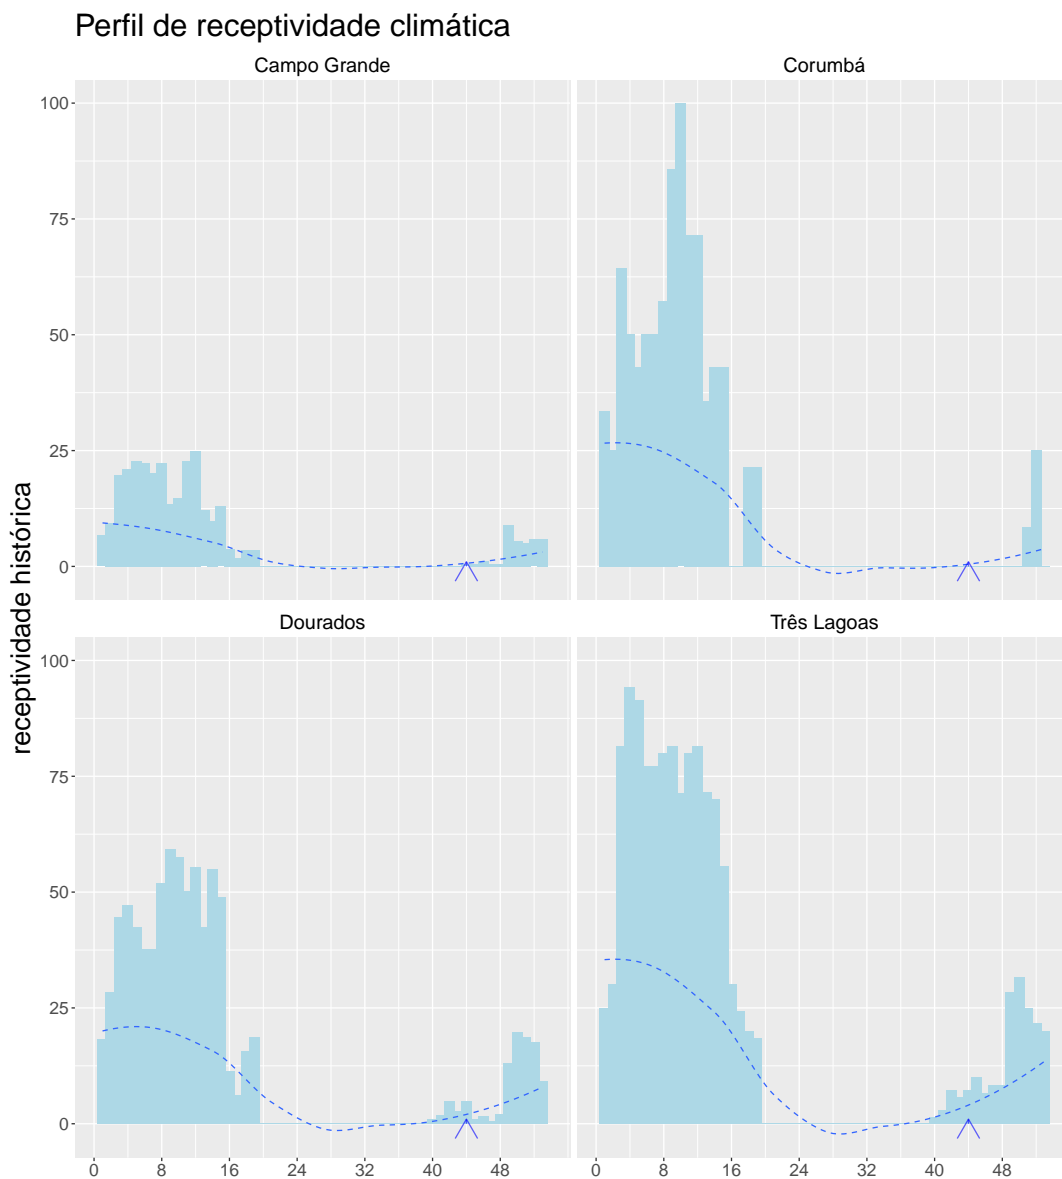 Perfil de receptividade climática
Campo Grande
Corumbá
100
75
50
25
0
receptividade histórica
Dourados
Três Lagoas
100
75
50
25
0
0 8 16 24 32 40 48
0 8 16 24 32 40 48